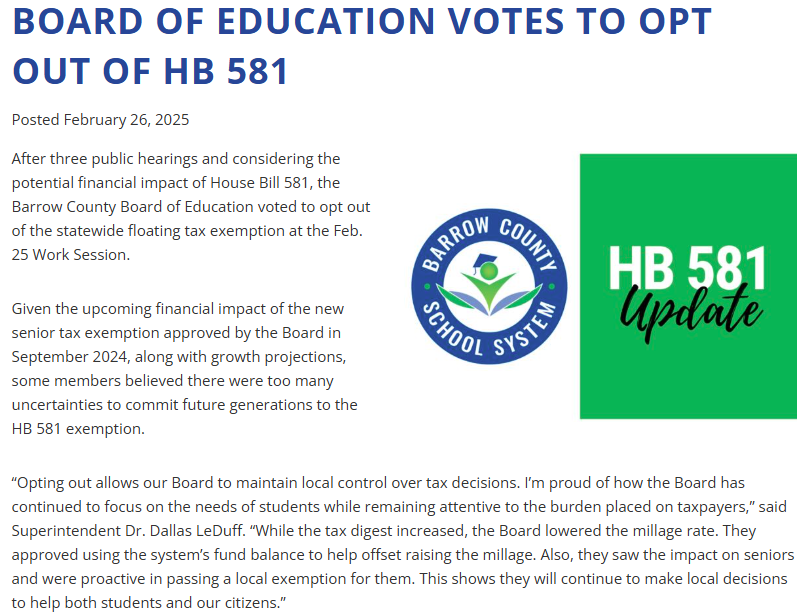 BOARD OF EDUCATION VOTES TO OPT
OUT OF HB 581
Posted February 26, 2025
After three public hearings and considering the
potential financial impact of House Bill 581, the
Barrow County Board of Education voted to opt out
of the statewide floating tax exemption at the Feb.
25 Work Session.
Given the upcoming financial impact of the new
senior tax exemption approved by the Board in
September 2024, along with growth projections,
some members believed there were too many
uncertainties to commit future generations to the
HB 581 exemption.
BARROW COUNTY
SCHOOL SYSTEM
HB 581
Update
“Opting out allows our Board to maintain local control over tax decisions. I’m proud of how the Board has
continued to focus on the needs of students while remaining attentive to the burden placed on taxpayers,” said
Superintendent Dr. Dallas LeDuff. “While the tax digest increased, the Board lowered the millage rate. They
approved using the system’s fund balance to help offset raising the millage. Also, they saw the impact on seniors
and were proactive in passing a local exemption for them. This shows they will continue to make local decisions
to help both students and our citizens.”